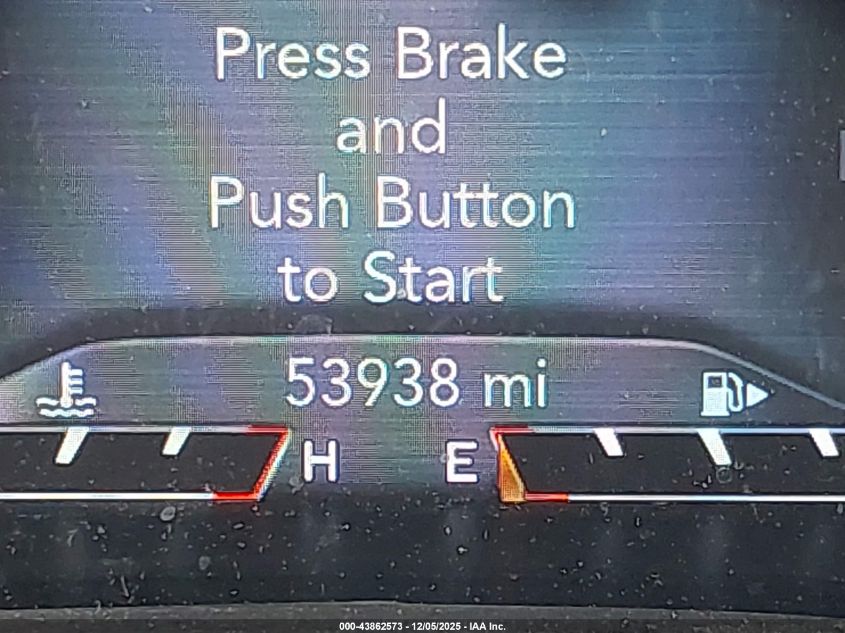 Press Brake
and
Push Button
to Start
53938 mi
H E
000-43862573 - 12/05/2025 - IAA Inc.